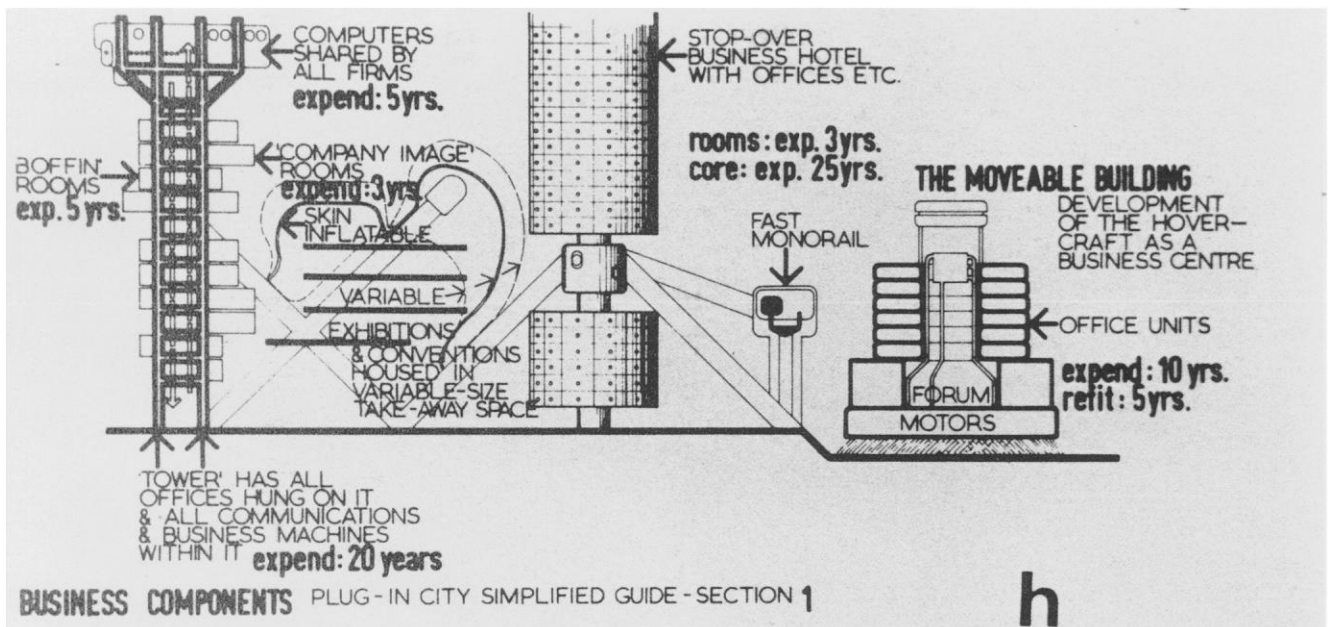 COMPUTERS
SHARED BY
ALL FIRMS
expend: 5yrs.
BOFFIN'
ROOMS
exp. 5 yrs.
'COMPANY IMAGE'
ROOMS
expend: 3yrs.
SKIN
INFLATABLE
VARIABLE
EXHIBITIONS
& CONVENTIONS
HOUSED IN
VARIABLE-SIZE
TAKE-AWAY SPACE
STOP-OVER
BUSINESS HOTEL
WITH OFFICES ETC.
rooms: exp. 3yrs.
core: exp. 25yrs.
FAST
MONORAIL
THE MOVEABLE BUILDING
DEVELOPMENT
OF THE HOVER-
CRAFT AS A
BUSINESS CENTRE
OFFICE UNITS
expend: 10 yrs.
refit: 5yrs.
FORUM
MOTORS
'TOWER' HAS ALL
OFFICES HUNG ON IT
& ALL COMMUNICATIONS
& BUSINESS MACHINES
WITHIN IT expend: 20 years
BUSINESS COMPONENTS PLUG-IN CITY SIMPLIFIED GUIDE-SECTION 1
h